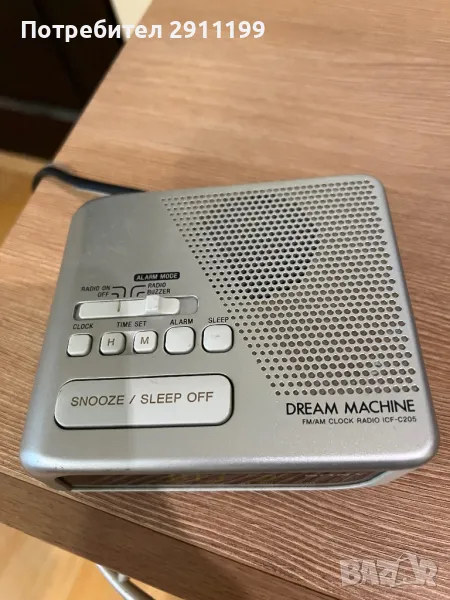 Потребител 2911199
ALARM MODE
RADIO ON
OFF
RADIO
BUZZER
CLOCK
TIME SET
ALARM
SLEEP
H
M
SNOOZE / SLEEP OFF
DREAM MACHINE
FM/AM CLOCK RADIO ICF-C205
BAZAR